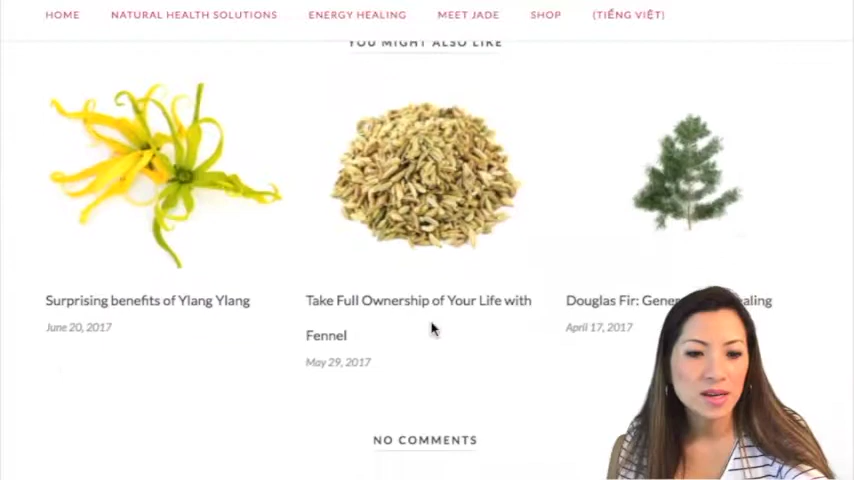 HOME NATURAL HEALTH SOLUTIONS ENERGY HEALING MEET JADE SHOP (TIẾNG VIỆT)
YOU MIGHT ALSO LIKE
Surprising benefits of Ylang Ylang
June 20, 2017
Take Full Ownership of Your Life with
Fennel
May 29, 2017
Douglas Fir:
April 17, 2017
NO COMMENTS